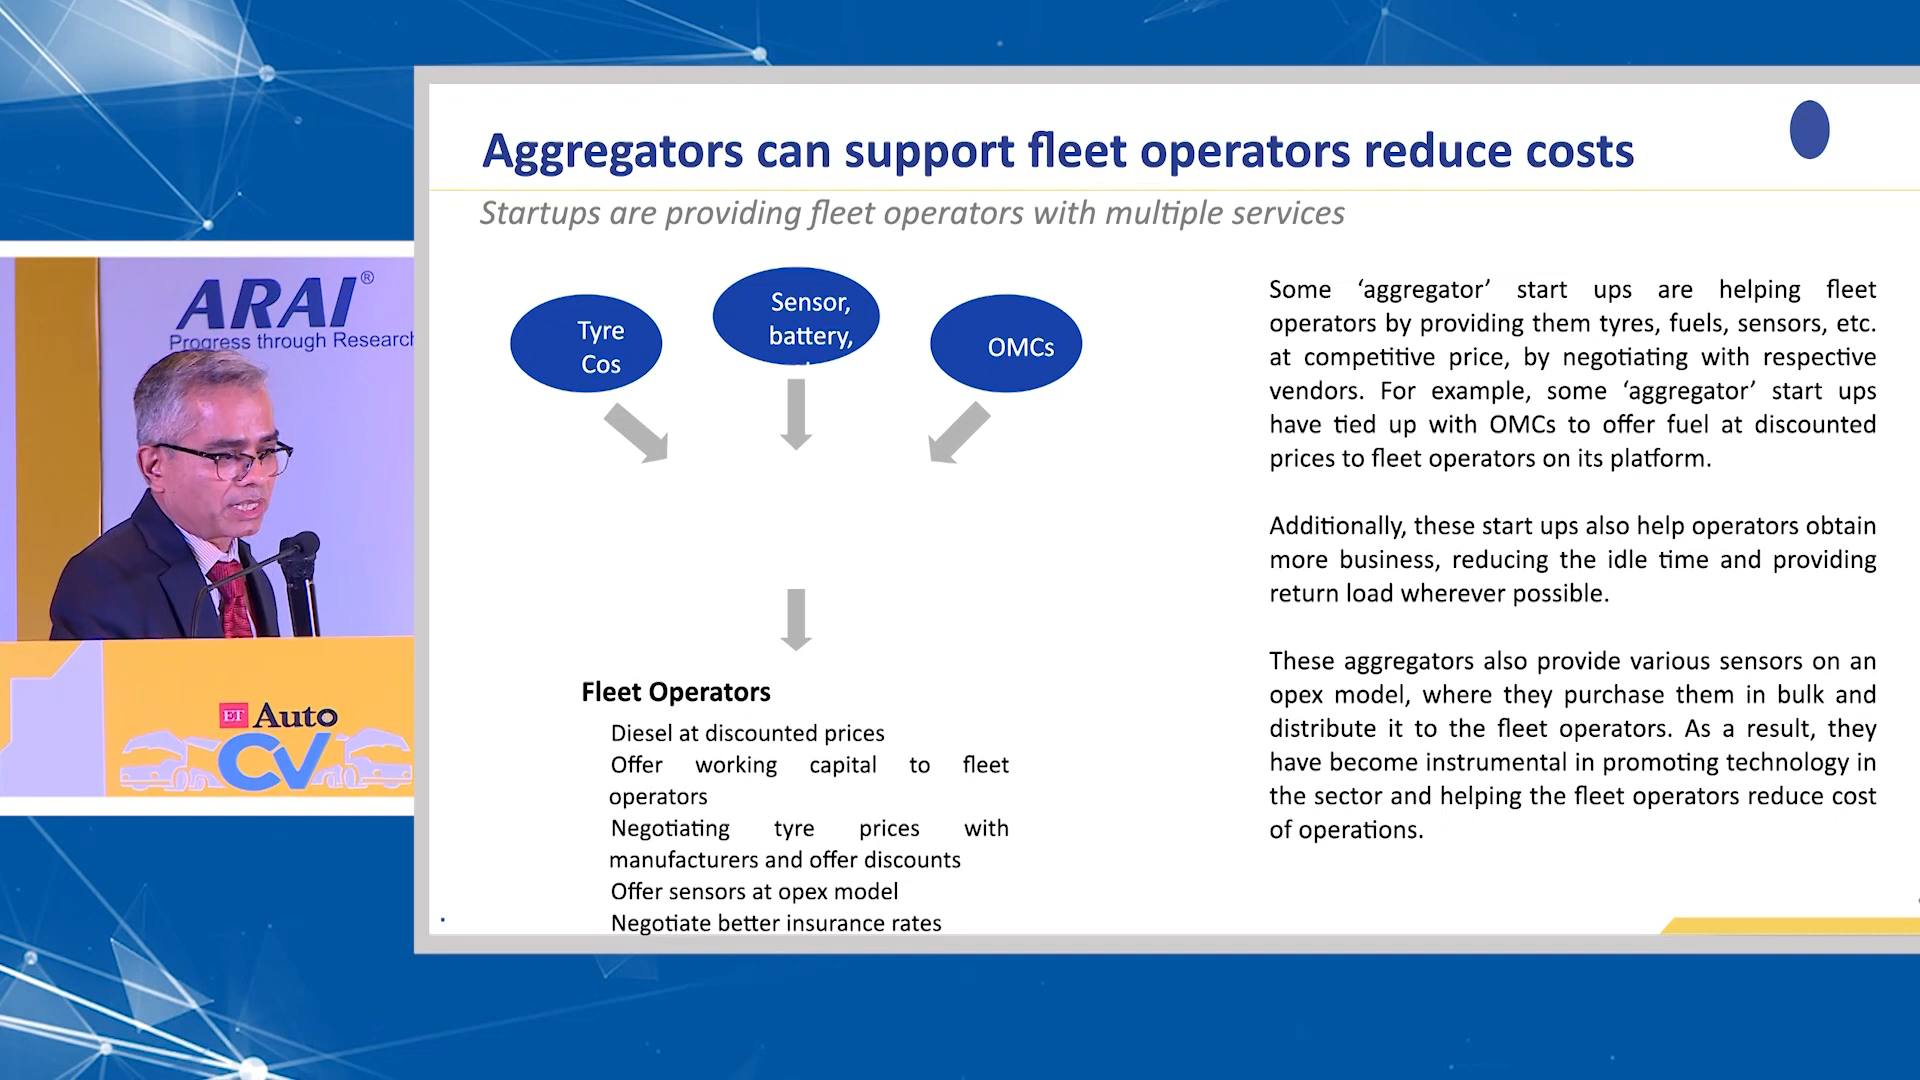 Aggregators can support fleet operators reduce costs
Startups are providing fleet operators with multiple services
ARAI®
Progress through Research
Tyre
Cos
Sensor,
battery,
OMCs
Some ‘aggregator’ start ups are helping fleet
operators by providing them tyres, fuels, sensors, etc.
at competitive price, by negotiating with respective
vendors. For example, some ‘aggregator’ start ups
have tied up with OMCs to offer fuel at discounted
prices to fleet operators on its platform.
Additionally, these start ups also help operators obtain
more business, reducing the idle time and providing
return load wherever possible.
These aggregators also provide various sensors on an
opex model, where they purchase them in bulk and
distribute it to the fleet operators. As a result, they
have become instrumental in promoting technology in
the sector and helping the fleet operators reduce cost
of operations.
Fleet Operators
Diesel at discounted prices
Offer working capital to fleet
operators
Negotiating tyre prices with
manufacturers and offer discounts
Offer sensors at opex model
Negotiate better insurance rates
ET Auto
CV